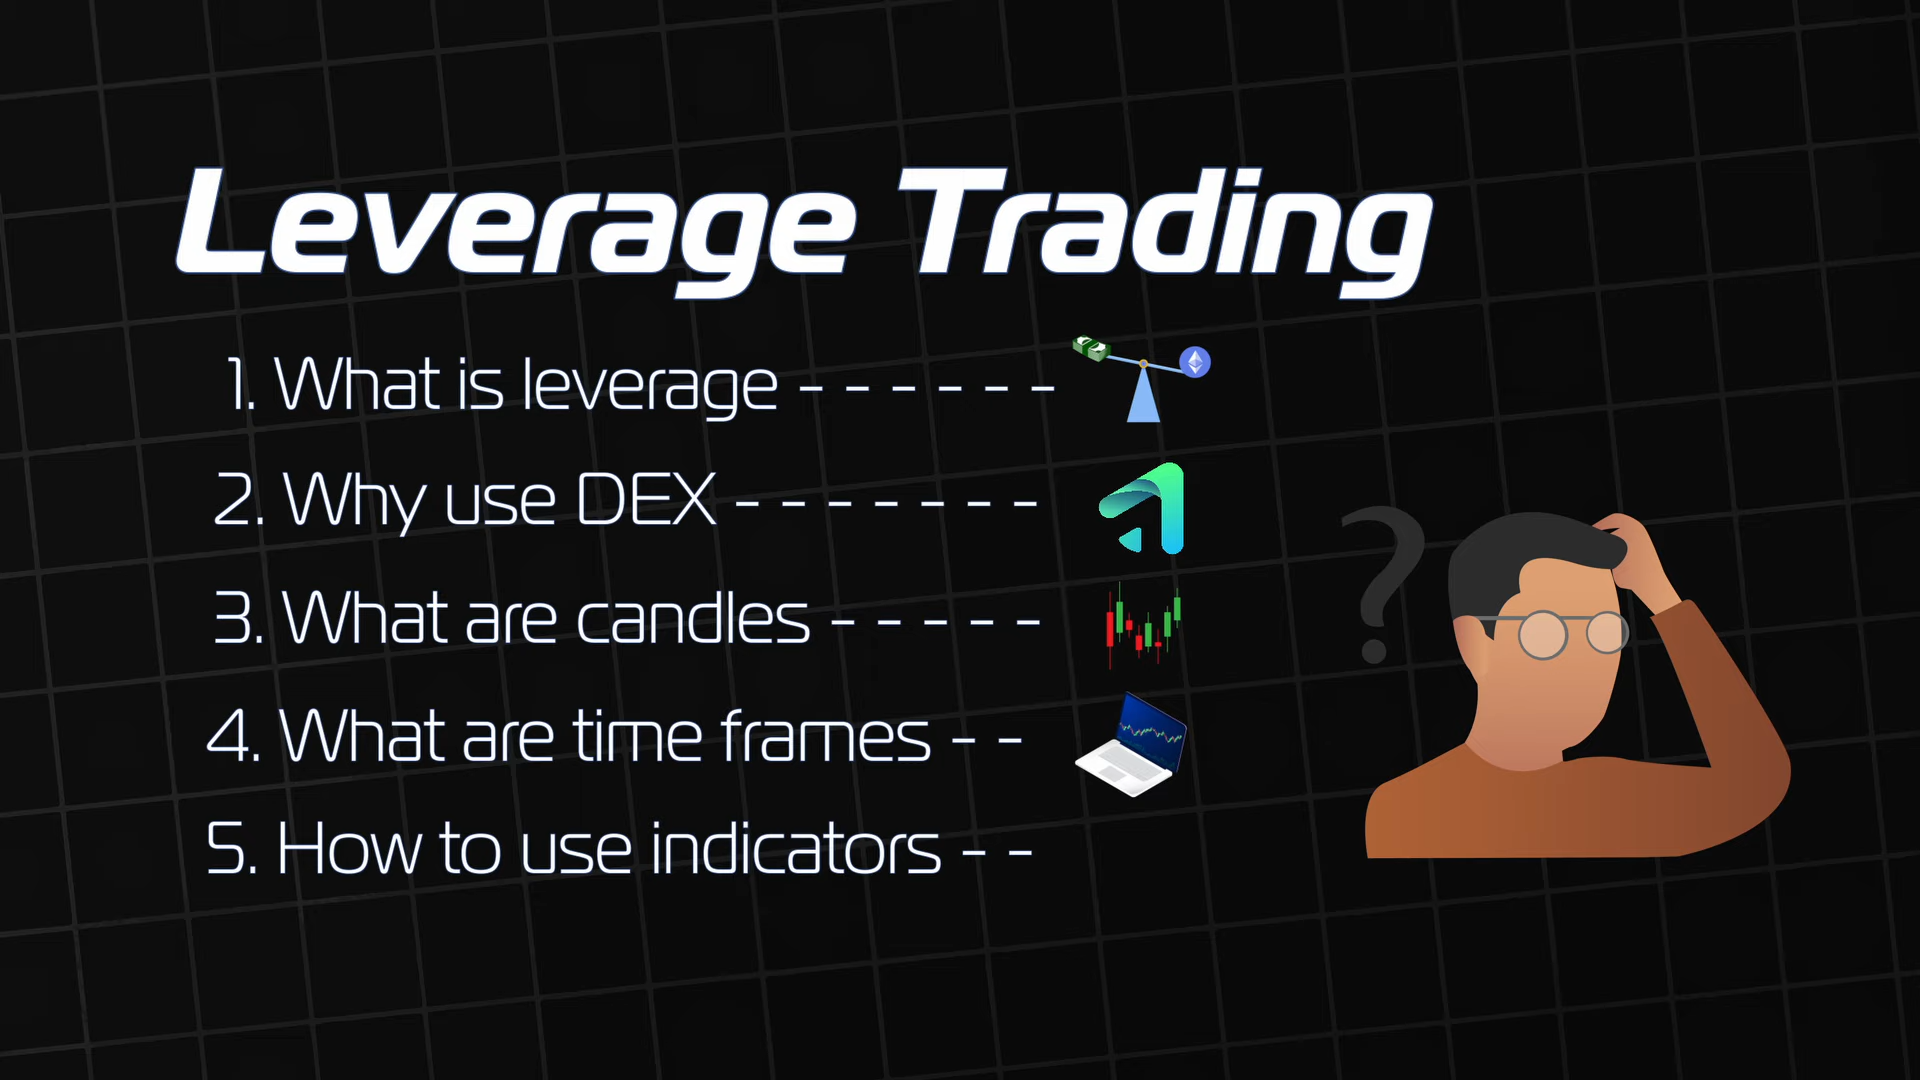 Leverage Trading
1. What is leverage - - - - - -
2. Why use DEX - - - - - - -
3. What are candles - - - - -
4. What are time frames - -
5. How to use indicators - -
?